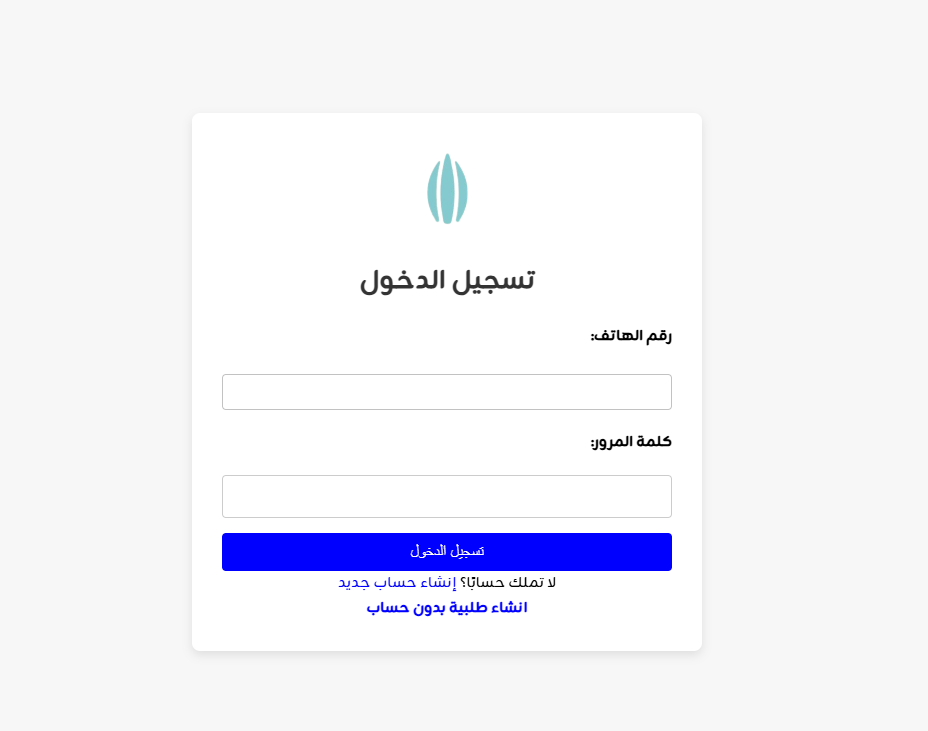 تسجيل الدخول
رقم الهاتف:
كلمة المرور:
تسجيل الدخول
لا تملك حسابًا؟ إنشاء حساب جديد
انشاء طلبية بدون حساب